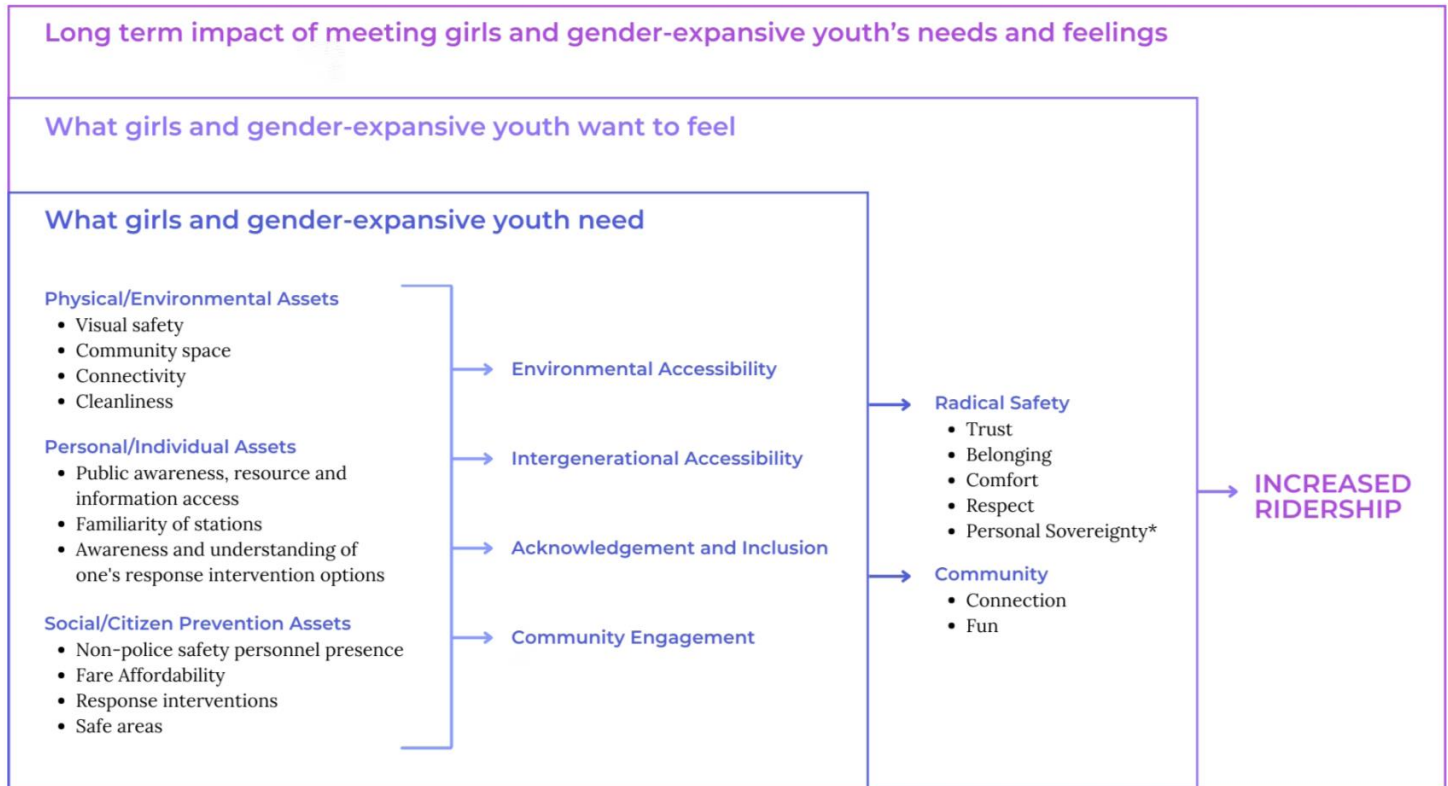 Long term impact of meeting girls and gender-expansive youth’s needs and feelings
What girls and gender-expansive youth want to feel
What girls and gender-expansive youth need
Physical/Environmental Assets
• Visual safety
• Community space
• Connectivity
• Cleanliness
Personal/Individual Assets
• Public awareness, resource and
information access
• Familiarity of stations
• Awareness and understanding of
one's response intervention options
Social/Citizen Prevention Assets
• Non-police safety personnel presence
• Fare Affordability
• Response interventions
• Safe areas
Environmental Accessibility
Intergenerational Accessibility
Acknowledgement and Inclusion
Community Engagement
Radical Safety
• Trust
• Belonging
• Comfort
• Respect
• Personal Sovereignty*
Community
• Connection
• Fun
INCREASED
RIDERSHIP